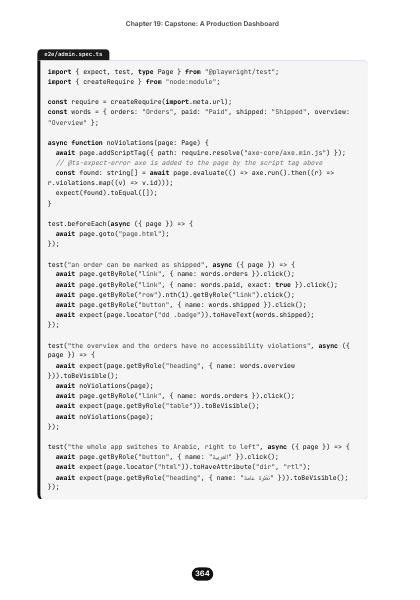 Chapter 19: Capstone: A Production Dashboard
e2e/admin.spec.ts
import { expect, test, type Page } from "@playwright/test";
import { createRequire } from "node:module";
const require = createRequire(import.meta.url);
const words = { orders: "Orders", paid: "Paid", shipped: "Shipped", overview:
"Overview" };
async function noViolations(page: Page) {
  await page.addScriptTag({ path: require.resolve("axe-core/axe.min.js") });
  // @ts-expect-error axe is added to the page by the script tag above
  const found: string[] = await page.evaluate(() => axe.run().then((r) =>
r.violations.map((v) => v.id)));
  expect(found).toEqual([]);
}
test.beforeEach(async ({ page }) => {
  await page.goto("page.html");
});
test("an order can be marked as shipped", async ({ page }) => {
  await page.getByRole("link", { name: words.orders }).click();
  await page.getByRole("link", { name: words.paid, exact: true }).click();
  await page.getByRole("row").nth(1).getByRole("link").click();
  await page.getByRole("button", { name: words.shipped }).click();
  await expect(page.locator("dd .badge")).toHaveText(words.shipped);
});
test("the overview and the orders have no accessibility violations", async ({
page }) => {
  await expect(page.getByRole("heading", { name: words.overview
})).toBeVisible();
  await noViolations(page);
  await page.getByRole("link", { name: words.orders }).click();
  await expect(page.getByRole("table")).toBeVisible();
  await noViolations(page);
});
test("the whole app switches to Arabic, right to left", async ({ page }) => {
  await page.getByRole("button", { name: "العربية" }).click();
  await expect(page.locator("html")).toHaveAttribute("dir", "rtl");
  await expect(page.getByRole("heading", { name: "نظرة عامة" })).toBeVisible();
});
364